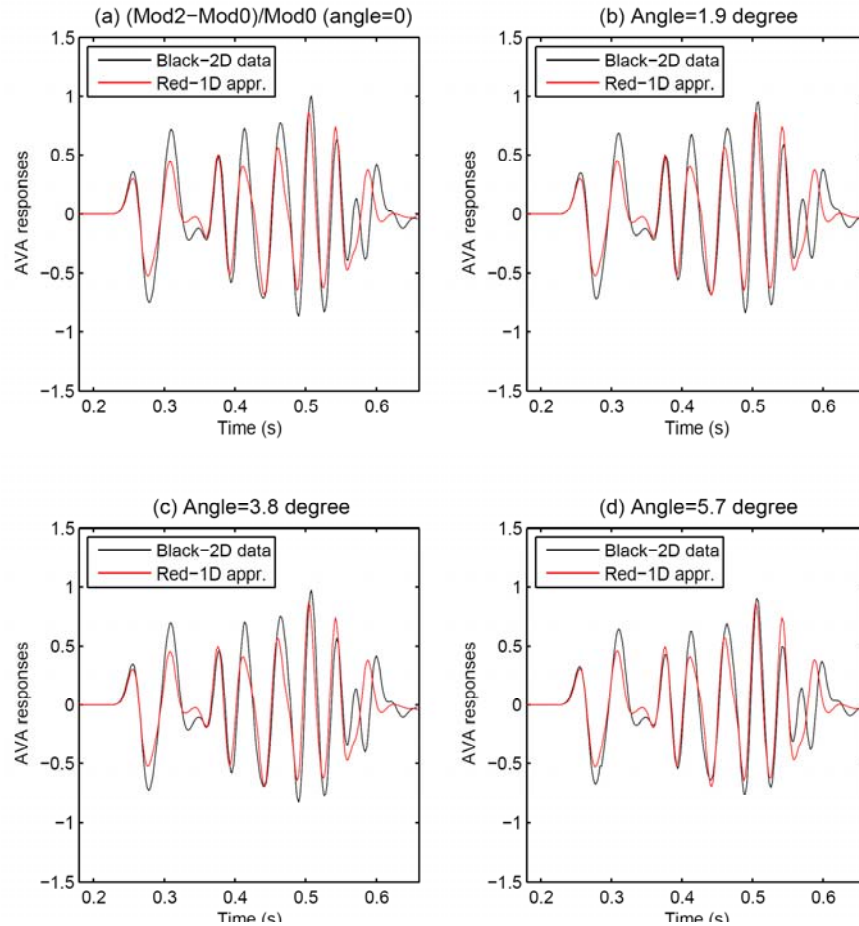 (a) (Mod2−Mod0)/Mod0 (angle=0)
1.5
1
0.5
0
−0.5
−1
−1.5
AVA responses
Black−2D data
Red−1D appr.
0.2 0.3 0.4 0.5 0.6
Time (s)
(b) Angle=1.9 degree
1.5
1
0.5
0
−0.5
−1
−1.5
AVA responses
Black−2D data
Red−1D appr.
0.2 0.3 0.4 0.5 0.6
Time (s)
(c) Angle=3.8 degree
1.5
1
0.5
0
−0.5
−1
−1.5
AVA responses
Black−2D data
Red−1D appr.
0.2 0.3 0.4 0.5 0.6
Time (s)
(d) Angle=5.7 degree
1.5
1
0.5
0
−0.5
−1
−1.5
AVA responses
Black−2D data
Red−1D appr.
0.2 0.3 0.4 0.5 0.6
Time (s)